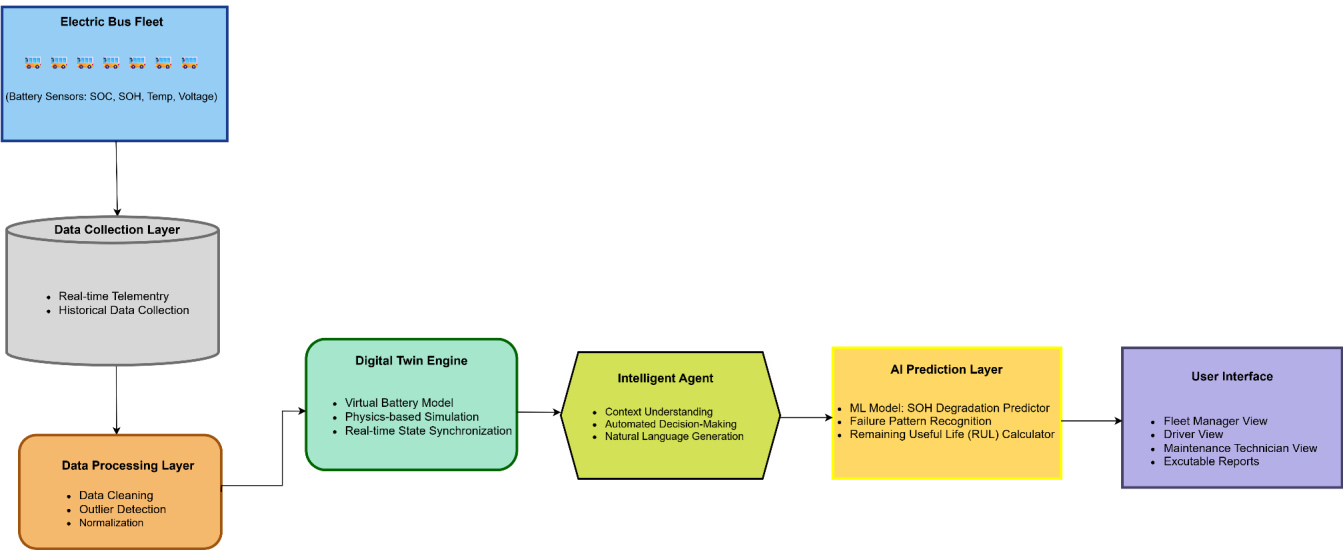 Electric Bus Fleet
(Battery Sensors: SOC, SOH, Temp, Voltage)
Data Collection Layer
Real-time Telementry
Historical Data Collection
Data Processing Layer
Data Cleaning
Outlier Detection
Normalization
Digital Twin Engine
Virtual Battery Model
Physics-based Simulation
Real-time State Synchronization
Intelligent Agent
Context Understanding
Automated Decision-Making
Natural Language Generation
AI Prediction Layer
ML Model: SOH Degradation Predictor
Failure Pattern Recognition
Remaining Useful Life (RUL) Calculator
User Interface
Fleet Manager View
Driver View
Maintenance Technician View
Excutable Reports